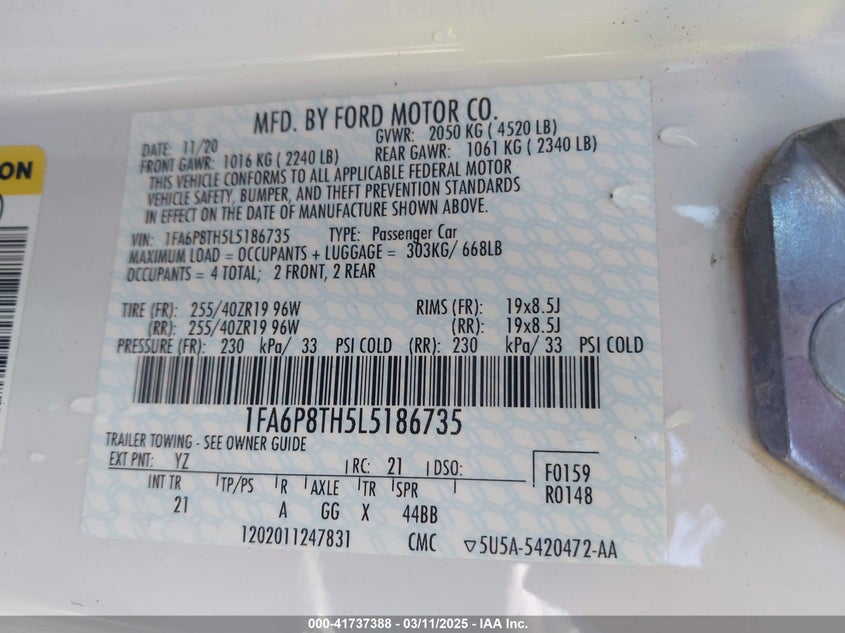 MFD. BY FORD MOTOR CO.
DATE: 11/20 GVWR: 2050 KG ( 4520 LB)
FRONT GAWR: 1016 KG ( 2240 LB) REAR GAWR: 1061 KG ( 2340 LB)
THIS VEHICLE CONFORMS TO ALL APPLICABLE FEDERAL MOTOR
VEHICLE SAFETY, BUMPER, AND THEFT PREVENTION STANDARDS
IN EFFECT ON THE DATE OF MANUFACTURE SHOWN ABOVE.
VIN: 1FA6P8TH5L5186735 TYPE: Passenger Car
MAXIMUM LOAD = OCCUPANTS + LUGGAGE = 303KG/ 668LB
OCCUPANTS = 4 TOTAL; 2 FRONT, 2 REAR
TIRE (FR): 255/40ZR19 96W RIMS (FR): 19x8.5J
(RR): 255/40ZR19 96W (RR): 19x8.5J
PRESSURE (FR): 230 kPa/ 33 PSI COLD (RR): 230 kPa/ 33 PSI COLD
1FA6P8TH5L5186735
TRAILER TOWING - SEE OWNER GUIDE
EXT PNT: YZ RC: 21 DSO: F0159
INT TR TP/PS R AXLE TR SPR R0148
21 A GG X 44BB
1202011247831 CMC ▽5U5A-5420472-AA
ION
000-41737388 - 03/11/2025 - IAA Inc.